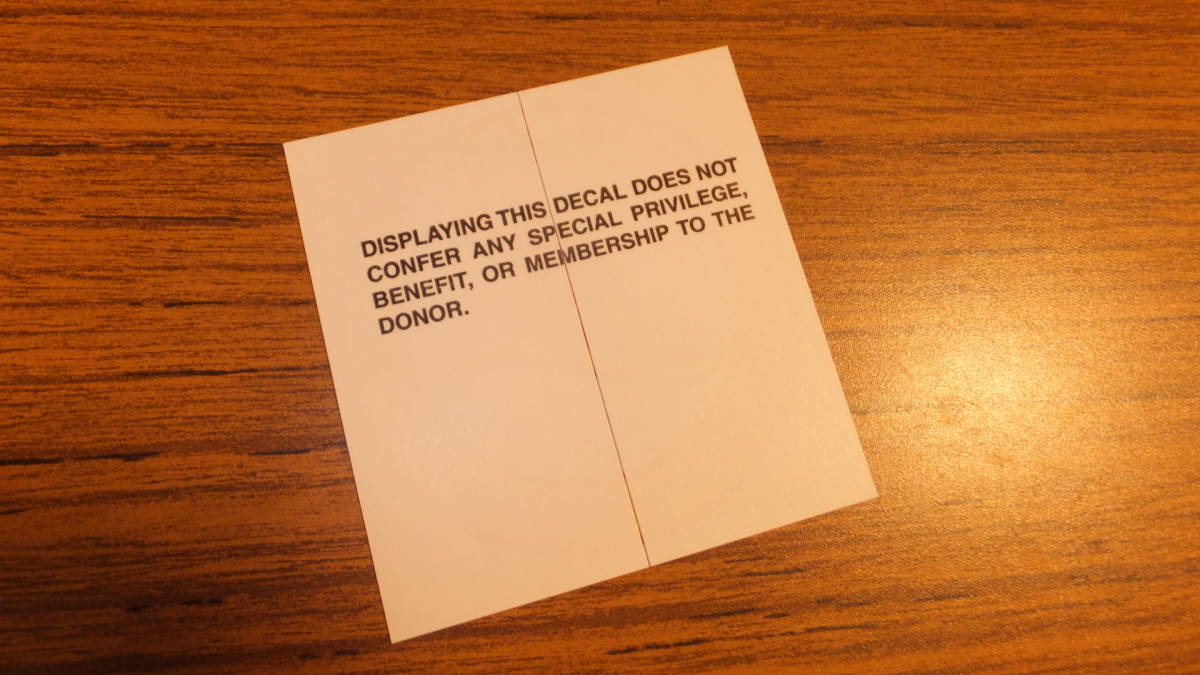 DISPLAYING THIS DECAL DOES NOT
CONFER ANY SPECIAL PRIVILEGE,
BENEFIT, OR MEMBERSHIP TO THE
DONOR.